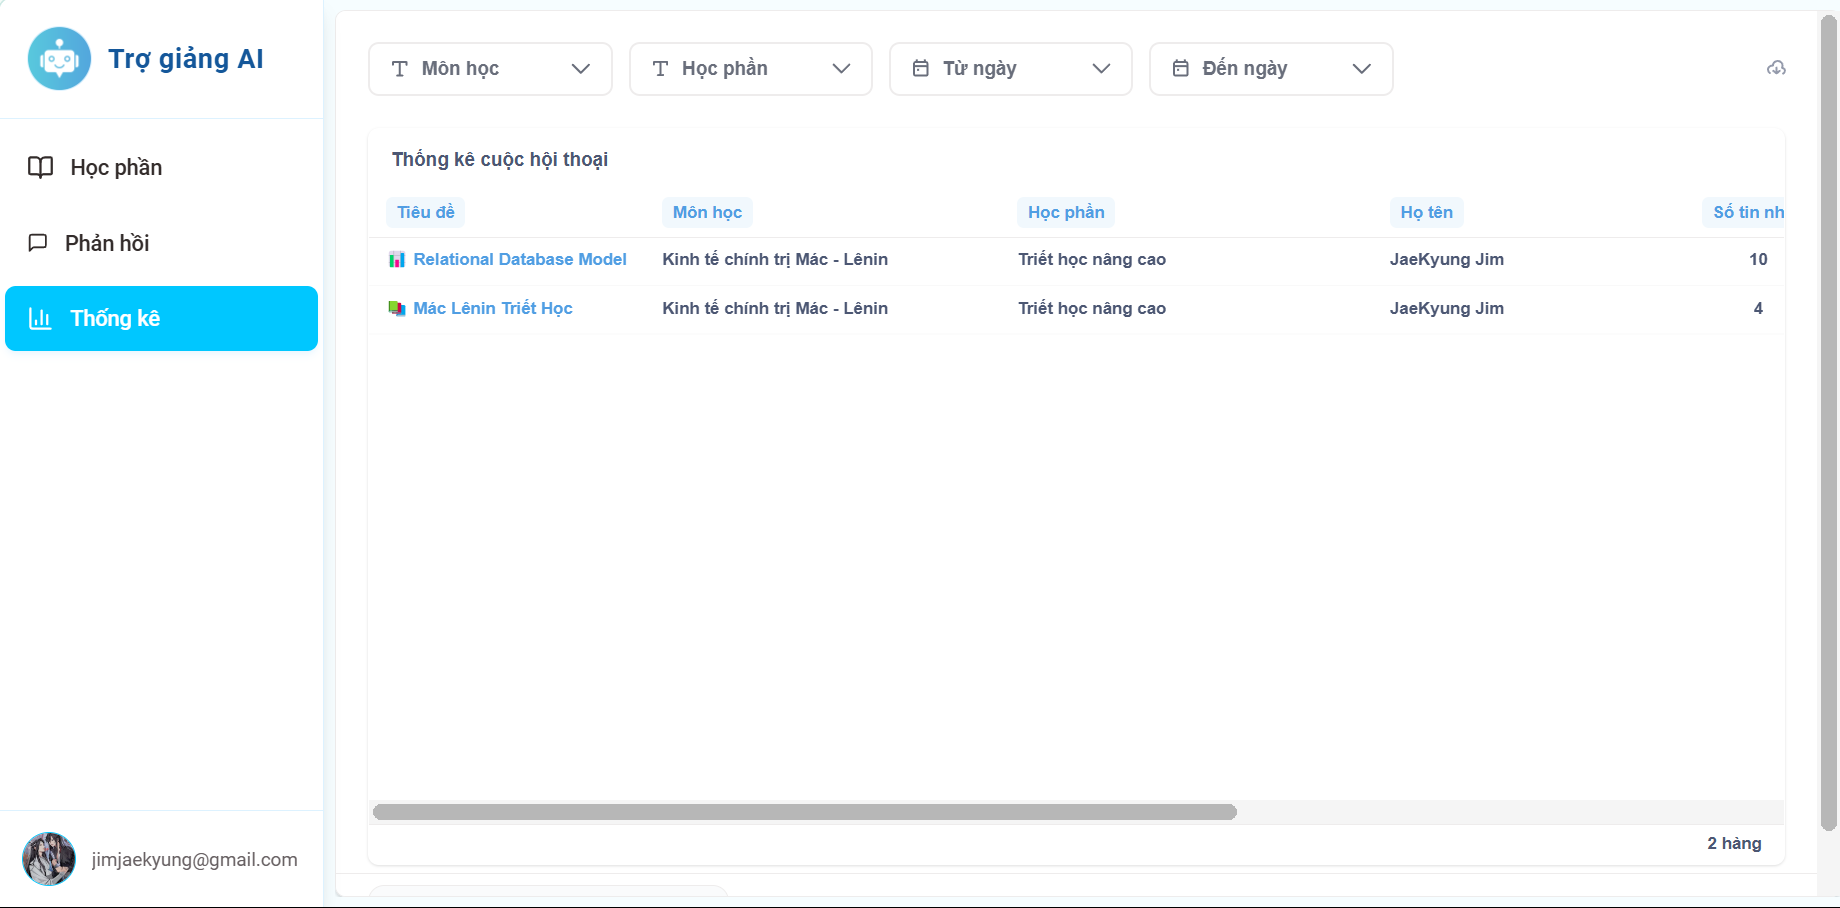 Trợ giảng AI
Học phần
Phản hồi
Thống kê
jimjaekyung@gmail.com
Môn học
Học phần
Từ ngày
Đến ngày
Thống kê cuộc hội thoại
Tiêu đề Môn học Học phần Họ tên Số tin nh
Relational Database Model Kinh tế chính trị Mác - Lênin Triết học nâng cao JaeKyung Jim 10
Mác Lênin Triết Học Kinh tế chính trị Mác - Lênin Triết học nâng cao JaeKyung Jim 4
2 hàng